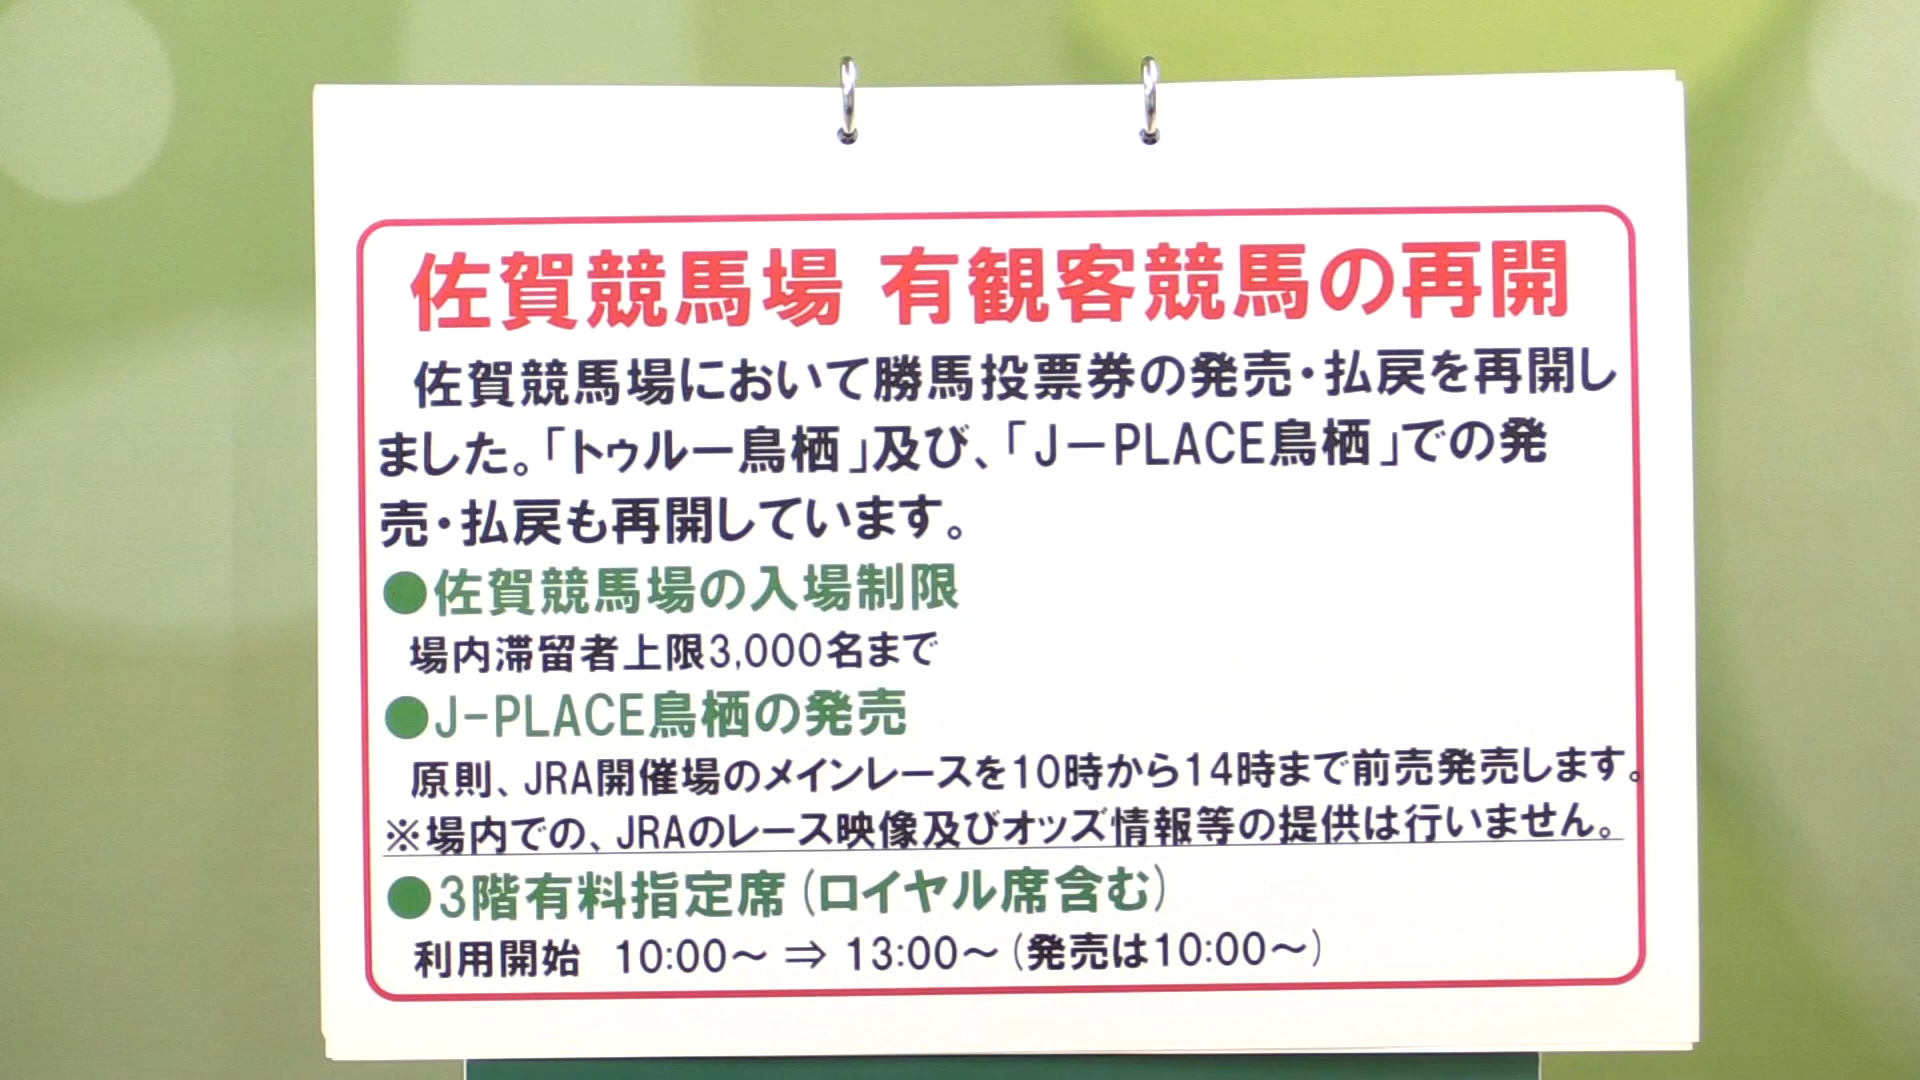 佐賀競馬場 有観客競馬の再開
佐賀競馬場において勝馬投票券の発売・払戻を再開し
ました。「トゥルー鳥栖」及び、「J－PLACE鳥栖」での発
売・払戻も再開しています。
●佐賀競馬場の入場制限
場内滞留者上限3,000名まで
●J-PLACE鳥栖の発売
原則、JRA開催場のメインレースを10時から14時まで前売発売します。
※場内での、JRAのレース映像及びオッズ情報等の提供は行いません。
●3階有料指定席(ロイヤル席含む)
利用開始 10:00～ ⇒ 13:00～(発売は10:00～)